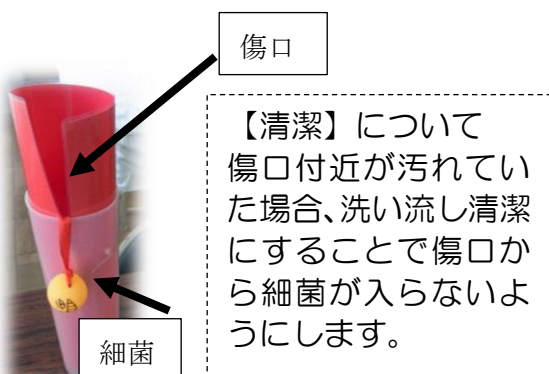 傷口
【清潔】について
傷口付近が汚れてい
た場合、洗い流し清潔
にすることで傷口か
ら細菌が入らないよ
うにします。
細菌